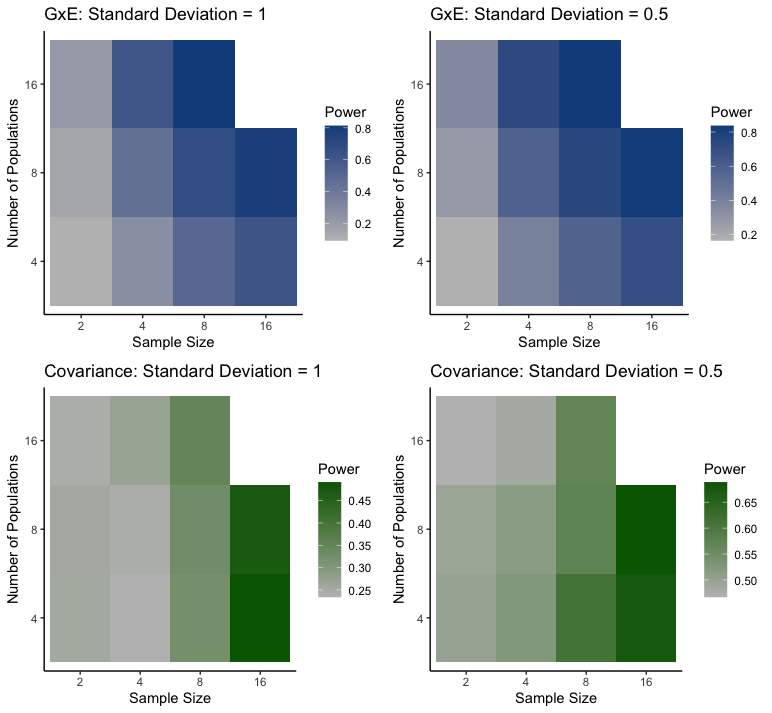 GxE: Standard Deviation = 1
Number of Populations
16
8
4
2 4 8 16
Sample Size
Power
0.8
0.6
0.4
0.2
GxE: Standard Deviation = 0.5
Number of Populations
16
8
4
2 4 8 16
Sample Size
Power
0.8
0.6
0.4
0.2
Covariance: Standard Deviation = 1
Number of Populations
16
8
4
2 4 8 16
Sample Size
Power
0.45
0.40
0.35
0.30
0.25
Covariance: Standard Deviation = 0.5
Number of Populations
16
8
4
2 4 8 16
Sample Size
Power
0.65
0.60
0.55
0.50